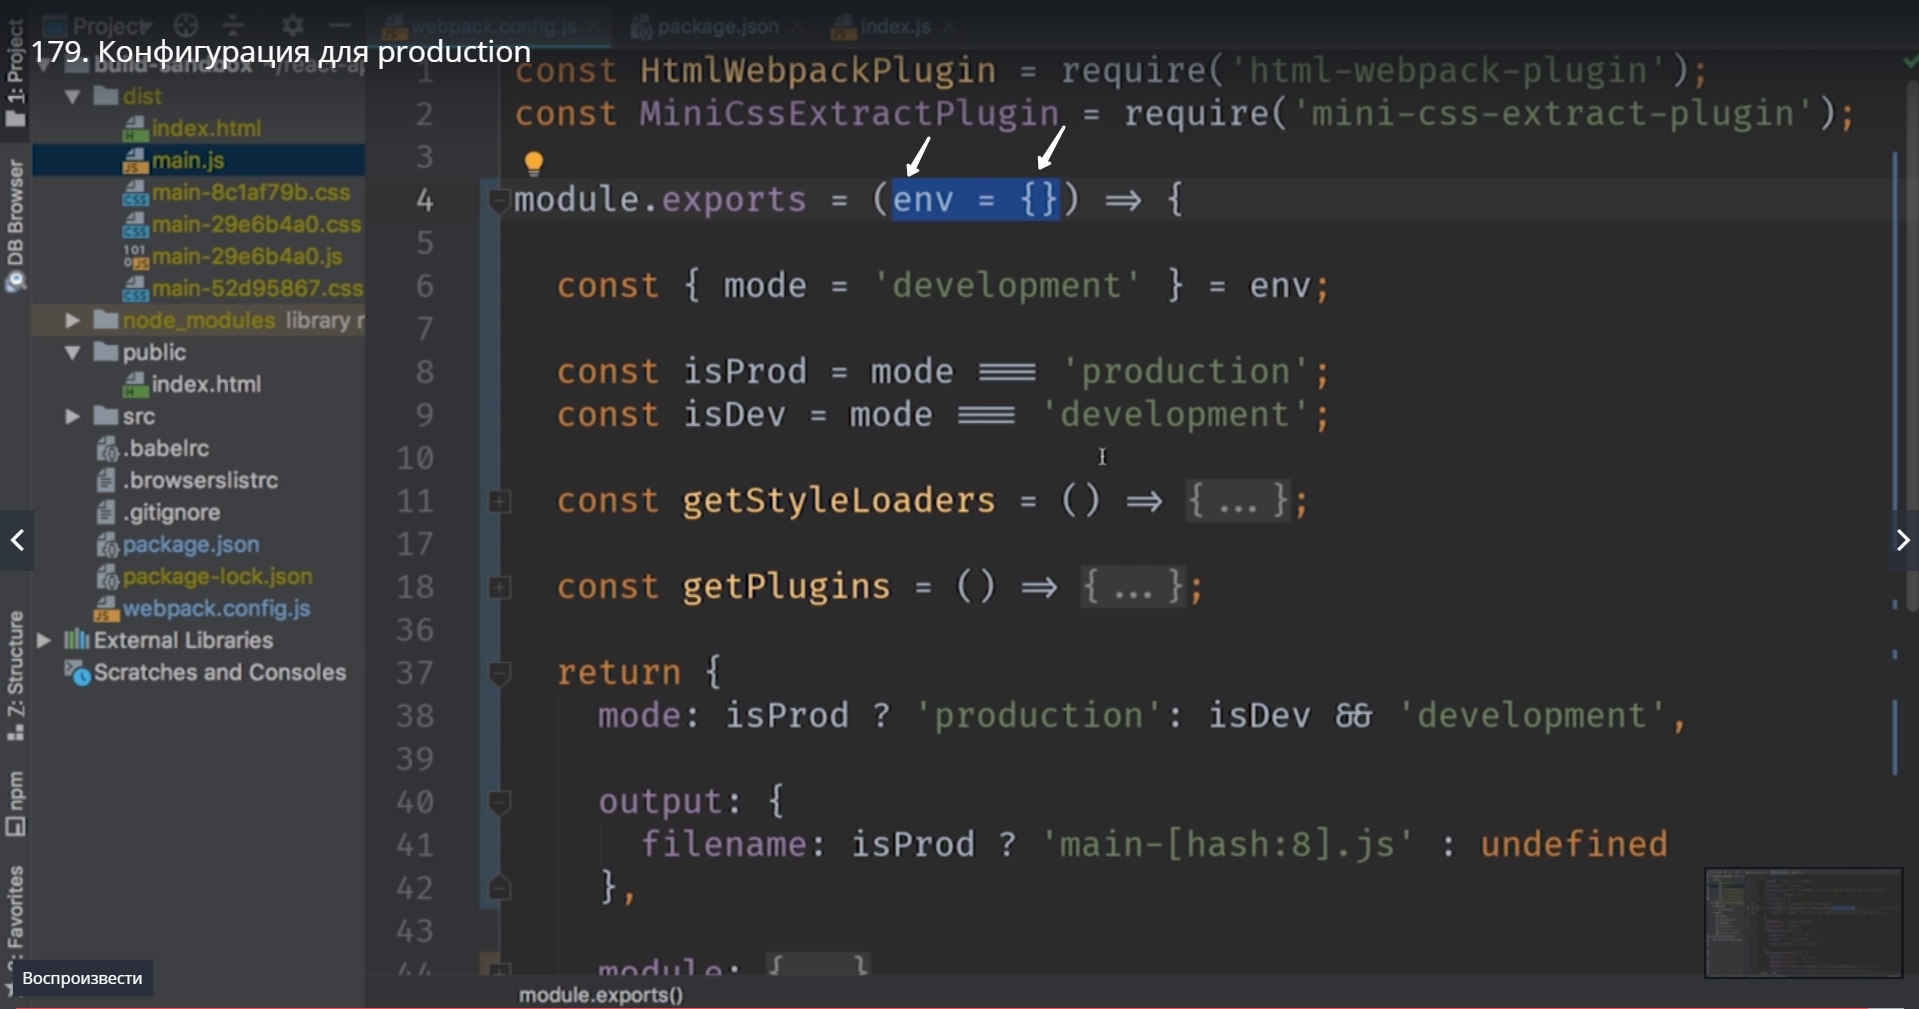 Project
webpack.config.js
package.json
index.js
179. Конфигурация для production
build-sandbox ~/react-ap
dist
index.html
main.js
main-8c1af79b.css
main-29e6b4a0.css
main-29e6b4a0.js
main-52d95867.css
node_modules library r
public
index.html
src
.babelrc
.browserslistrc
.gitignore
package.json
package-lock.json
webpack.config.js
External Libraries
Scratches and Consoles
1: Project
DB Browser
Z: Structure
npm
Favorites
1 const HtmlWebpackPlugin = require('html-webpack-plugin');
2 const MiniCssExtractPlugin = require('mini-css-extract-plugin');
3
4 module.exports = (env = {}) => {
5
6 const { mode = 'development' } = env;
7
8 const isProd = mode === 'production';
9 const isDev = mode === 'development';
10
11 const getStyleLoaders = () => {...};
17
18 const getPlugins = () => {...};
36
37 return {
38 mode: isProd ? 'production': isDev && 'development',
39
40 output: {
41 filename: isProd ? 'main-[hash:8].js' : undefined
42 },
43
44 module: {...}
module.exports()
Воспроизвести